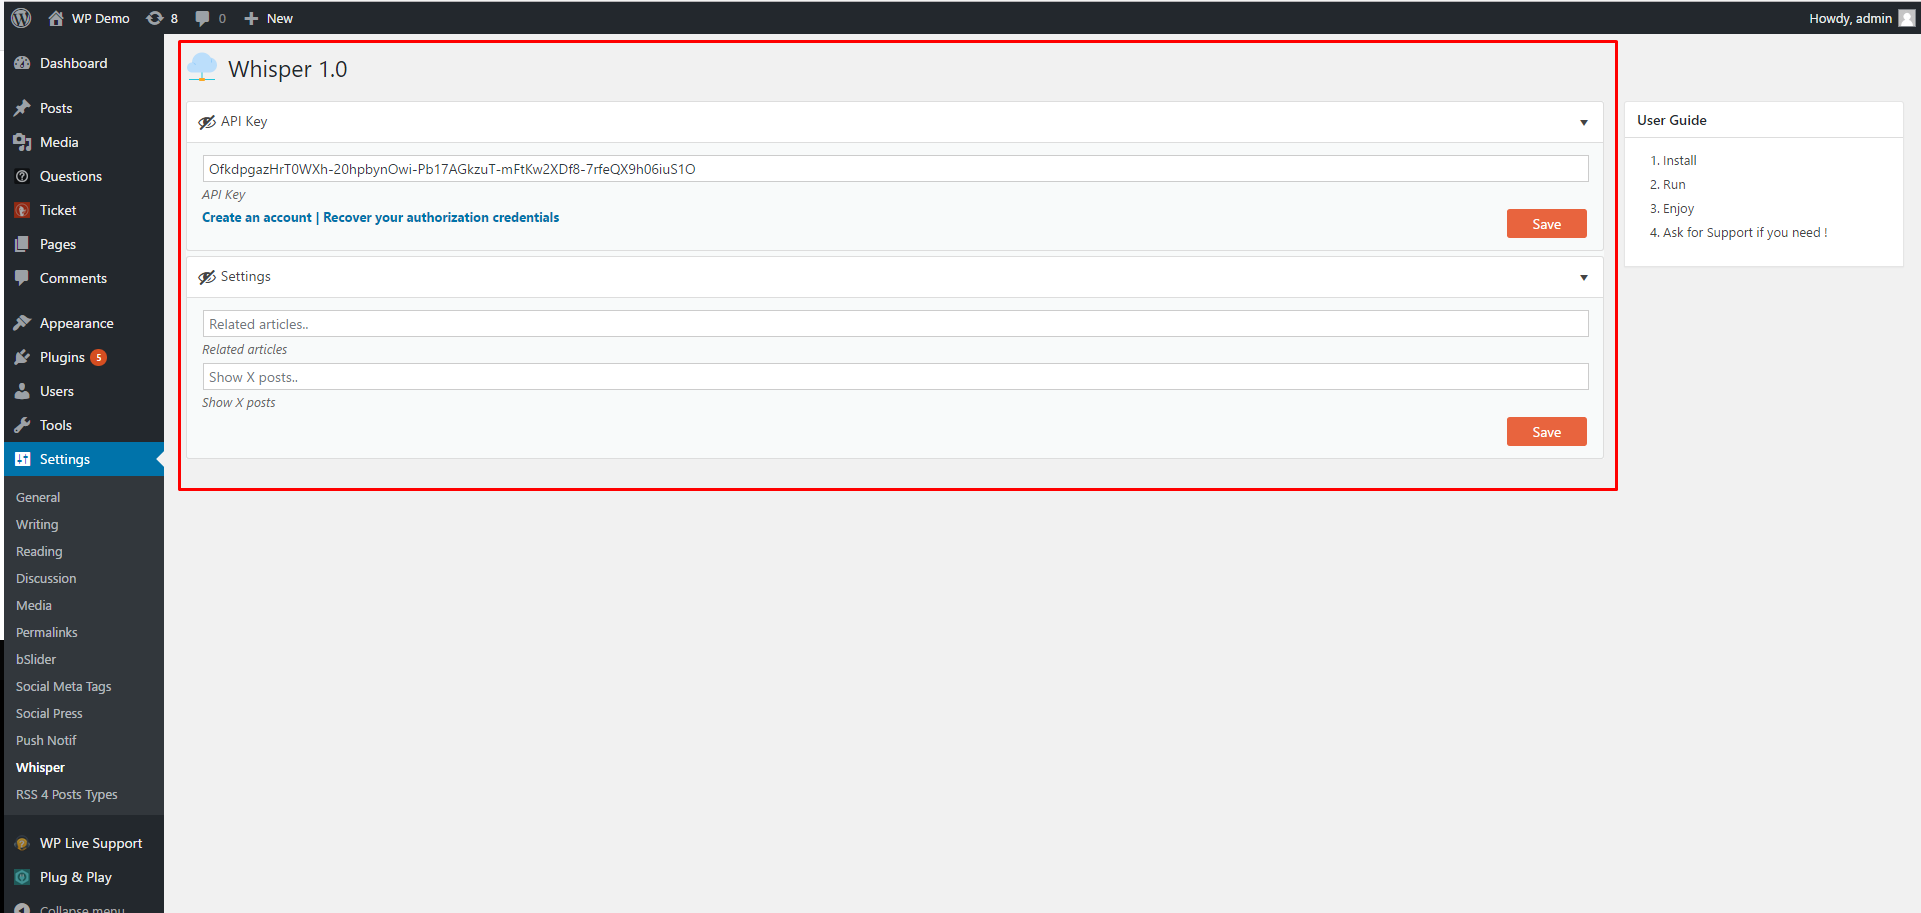 WP Demo 8 0 New Howdy, admin
Dashboard
Posts
Media
Questions
Ticket
Pages
Comments
Appearance
Plugins 5
Users
Tools
Settings
General
Writing
Reading
Discussion
Media
Permalinks
bSlider
Social Meta Tags
Social Press
Push Notif
Whisper
RSS 4 Posts Types
WP Live Support
Plug & Play
Collapse menu
Whisper 1.0
API Key
OfkdpgazHrT0WXh-20hpbynOwi-Pb17AGkzuT-mFtKw2XDf8-7rfeQX9h06iuS1O
API Key
Create an account | Recover your authorization credentials
Save
Settings
Related articles..
Related articles
Show X posts..
Show X posts
Save
User Guide
1. Install
2. Run
3. Enjoy
4. Ask for Support if you need !